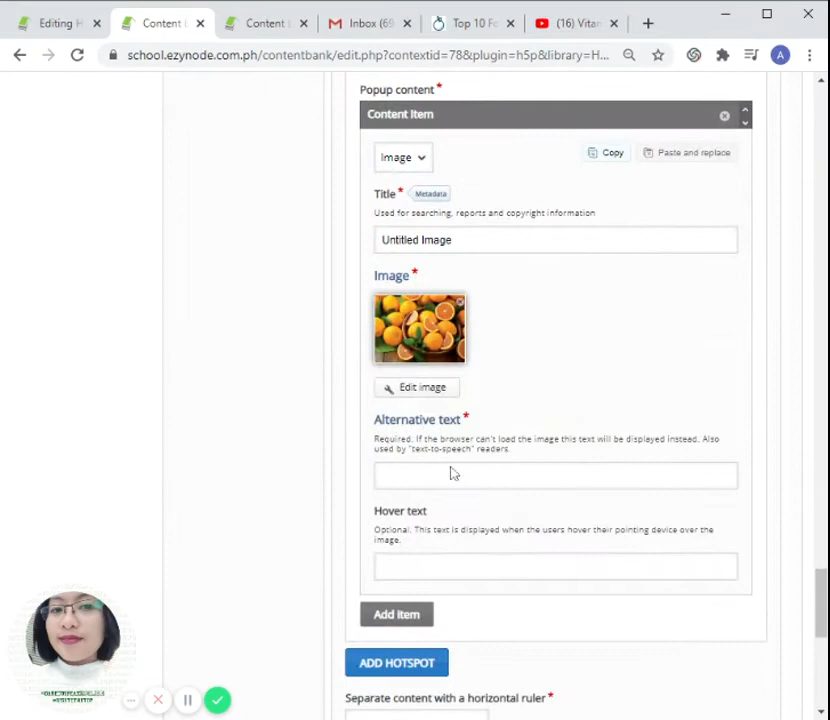 Editing H
Content b
Content b
Inbox (69
Top 10 Fo
(16) Vitan
school.ezynode.com.ph/contentbank/edit.php?contextid=78&plugin=h5p&library=H...
A
Popup content *
Content Item
Image
Copy
Paste and replace
Title * Metadata
Used for searching, reports and copyright information
Untitled Image
Image *
Edit image
Alternative text *
Required. If the browser can't load the image this text will be displayed instead. Also
used by "text-to-speech" readers.
Hover text
Optional. This text is displayed when the users hover their pointing device over the
image.
Add item
ADD HOTSPOT
Separate content with a horizontal ruler *